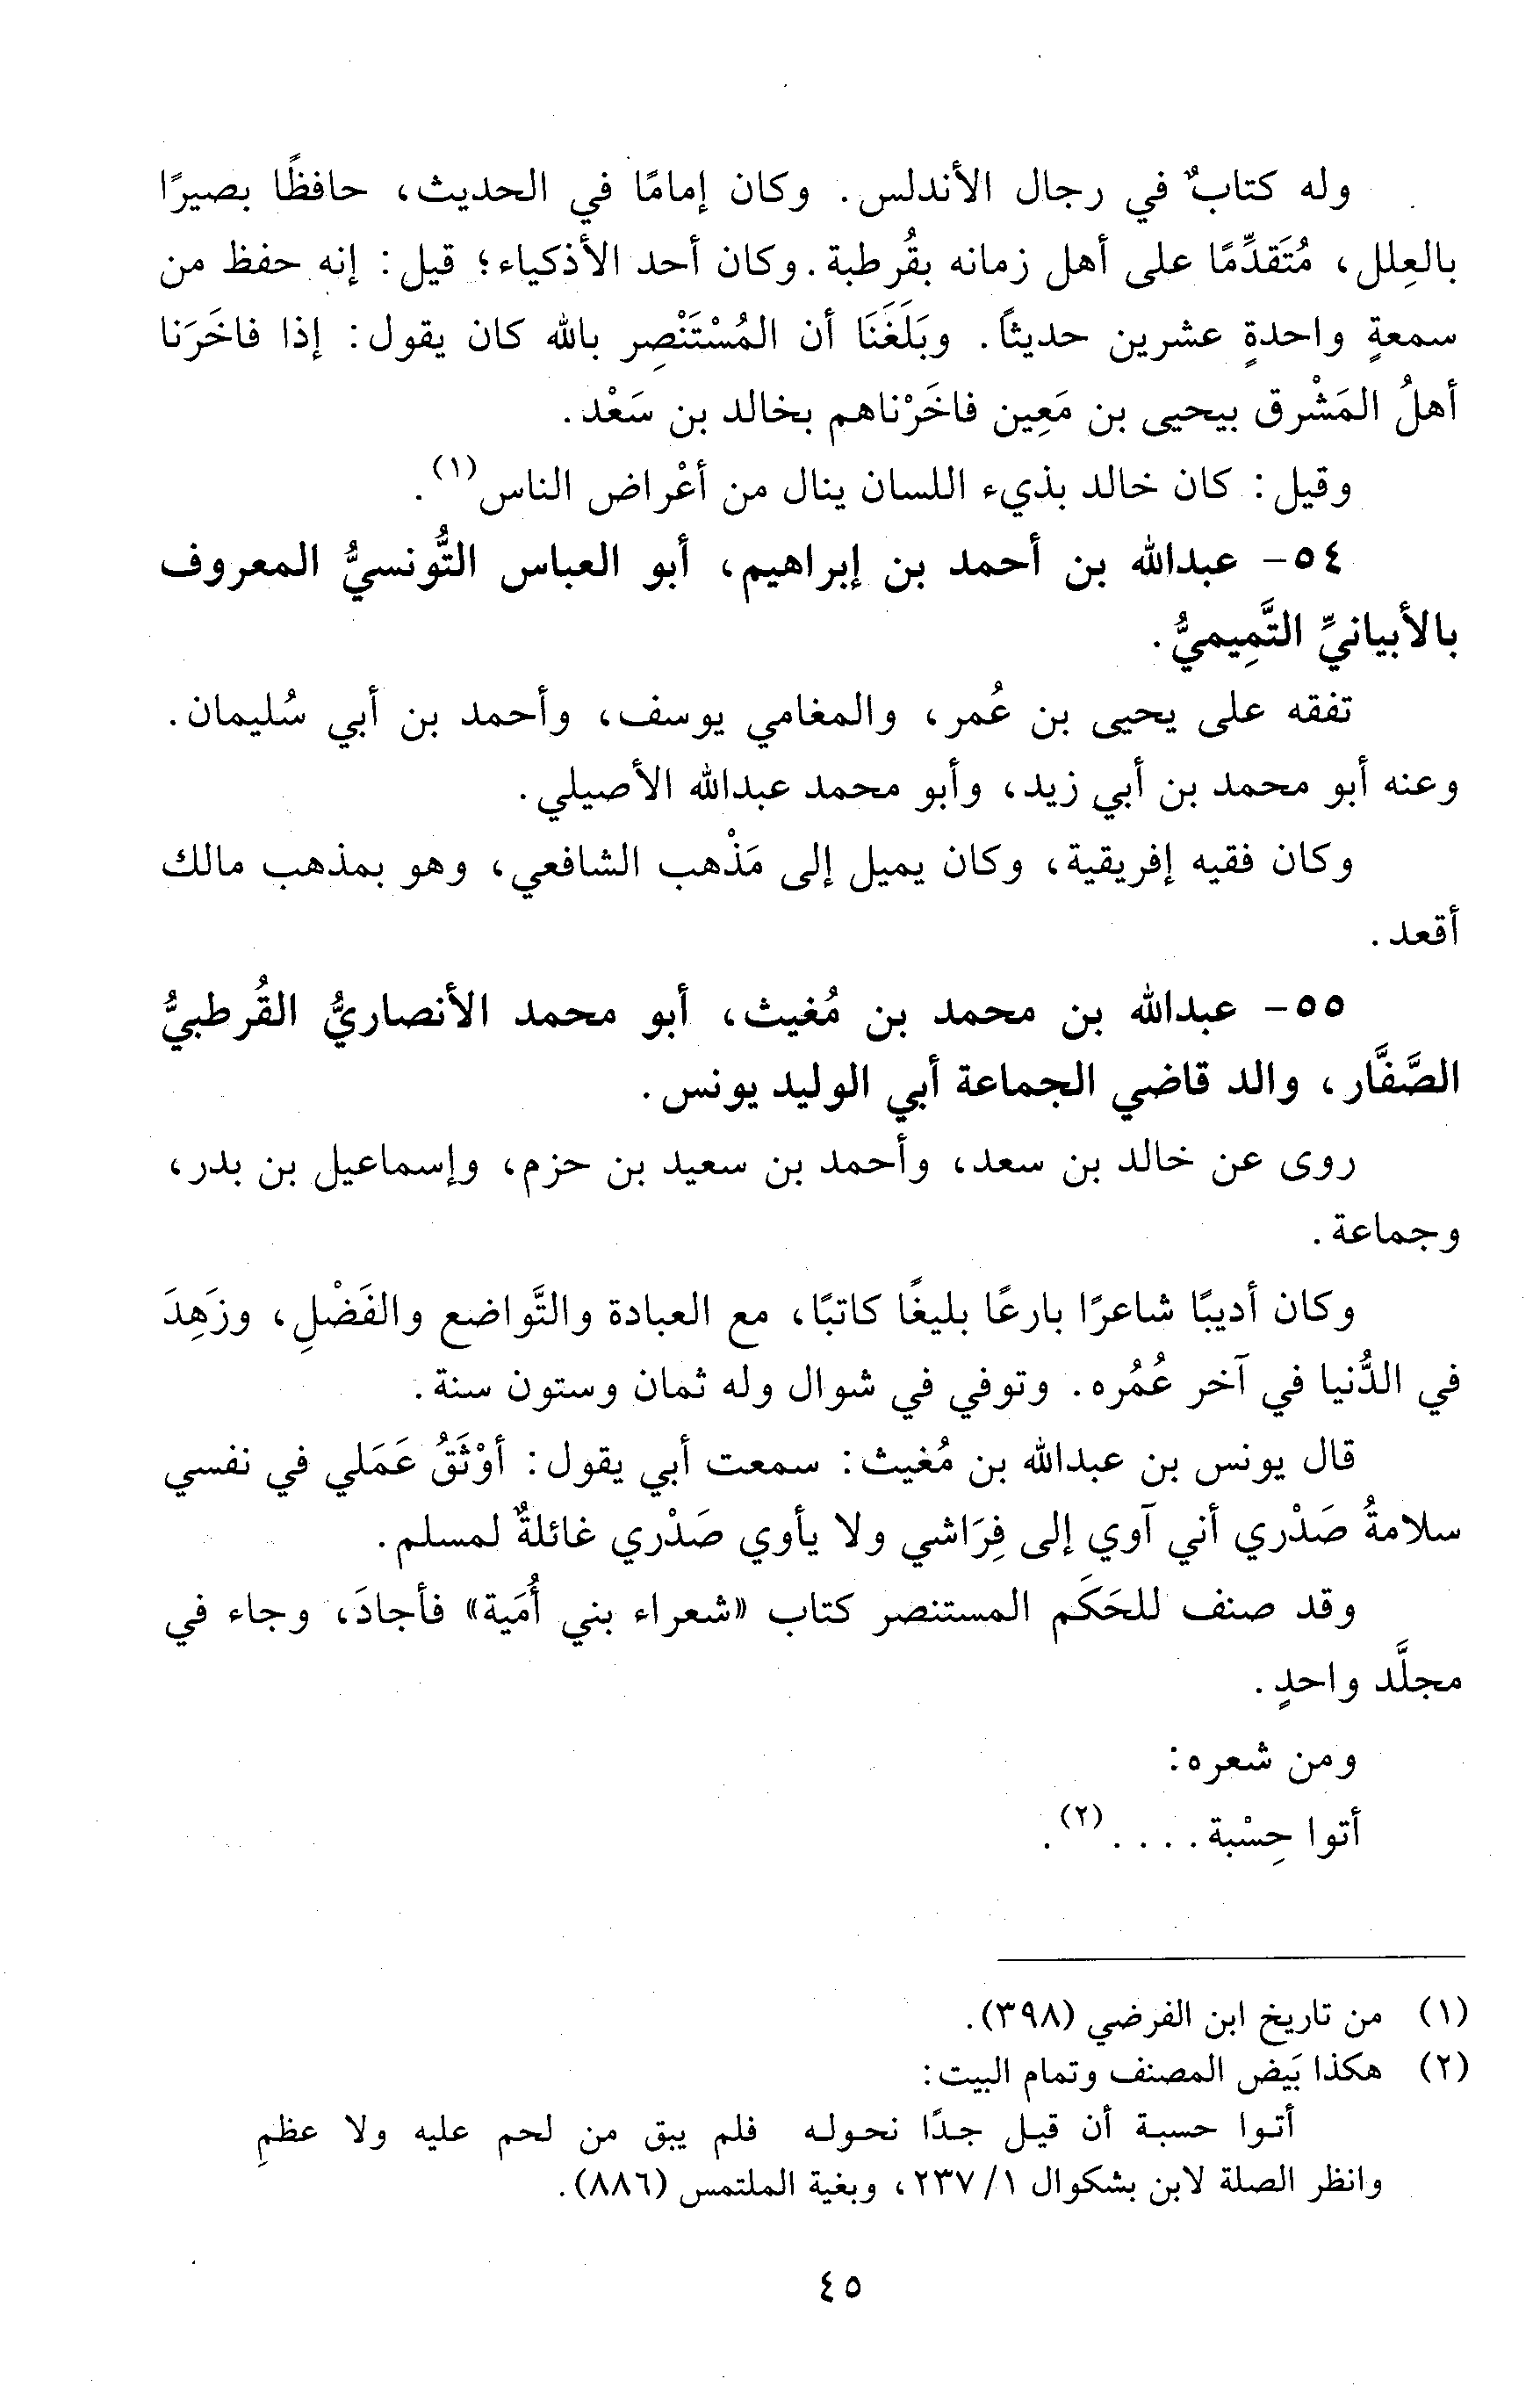 وله كتابٌ في رجال الأندلس. وكان إمامًا في الحديث، حافظًا بصيرًا
بالعِلل، مُتَقدِّمًا على أهل زمانه بقُرطبة. وكان أحد الأذكياء؛ قيل: إنه حفظ من
سمعةٍ واحدةٍ عشرين حديثًا. وبَلَغَنَا أن المُسْتَنْصِر بالله كان يقول: إذا فاخَرَنا
أهلُ المَشْرق بيحيى بن مَعِين فاخَرْناهم بخالد بن سَعْد.
وقيل: كان خالد بذيء اللسان ينال من أعْراض الناس(١).
٥٤- عبدالله بن أحمد بن إبراهيم، أبو العباس التُّونسيُّ المعروف
بالأبيانيِّ التَّمِيميُّ.
تفقه على يحيى بن عُمر، والمغامي يوسف، وأحمد بن أبي سُليمان.
وعنه أبو محمد بن أبي زيد، وأبو محمد عبدالله الأصيلي.
وكان فقيه إفريقية، وكان يميل إلى مَذْهب الشافعي، وهو بمذهب مالك
أقعد.
٥٥- عبدالله بن محمد بن مُغيث، أبو محمد الأنصاريُّ القُرطبيُّ
الصَّفَّار، والد قاضي الجماعة أبي الوليد يونس.
روى عن خالد بن سعد، وأحمد بن سعيد بن حزم، وإسماعيل بن بدر،
وجماعة.
وكان أديبًا شاعرًا بارعًا بليغًا كاتبًا، مع العبادة والتَّواضع والفَضْلِ، وزَهِدَ
في الدُّنيا في آخر عُمُره. وتوفي في شوال وله ثمان وستون سنة.
قال يونس بن عبدالله بن مُغيث: سمعت أبي يقول: أوْثَقُ عَمَلي في نفسي
سلامةُ صَدْري أني آوي إلى فِرَاشي ولا يأوي صَدْري غائلةٌ لمسلم.
وقد صنف للحَكَم المستنصر كتاب «شعراء بني أُمَية» فأجادَ، وجاء في
مجلَّد واحدٍ.
ومن شعره:
أتوا حِسْبة. . . . (٢).
(١) من تاريخ ابن الفرضي (٣٩٨).
(٢) هكذا بَيض المصنف وتمام البيت:
أتوا حسبة أن قيل جدًا نحوله فلم يبق من لحم عليه ولا عظمِ
وانظر الصلة لابن بشكوال ١/ ٢٣٧، وبغية الملتمس (٨٨٦).
٤٥